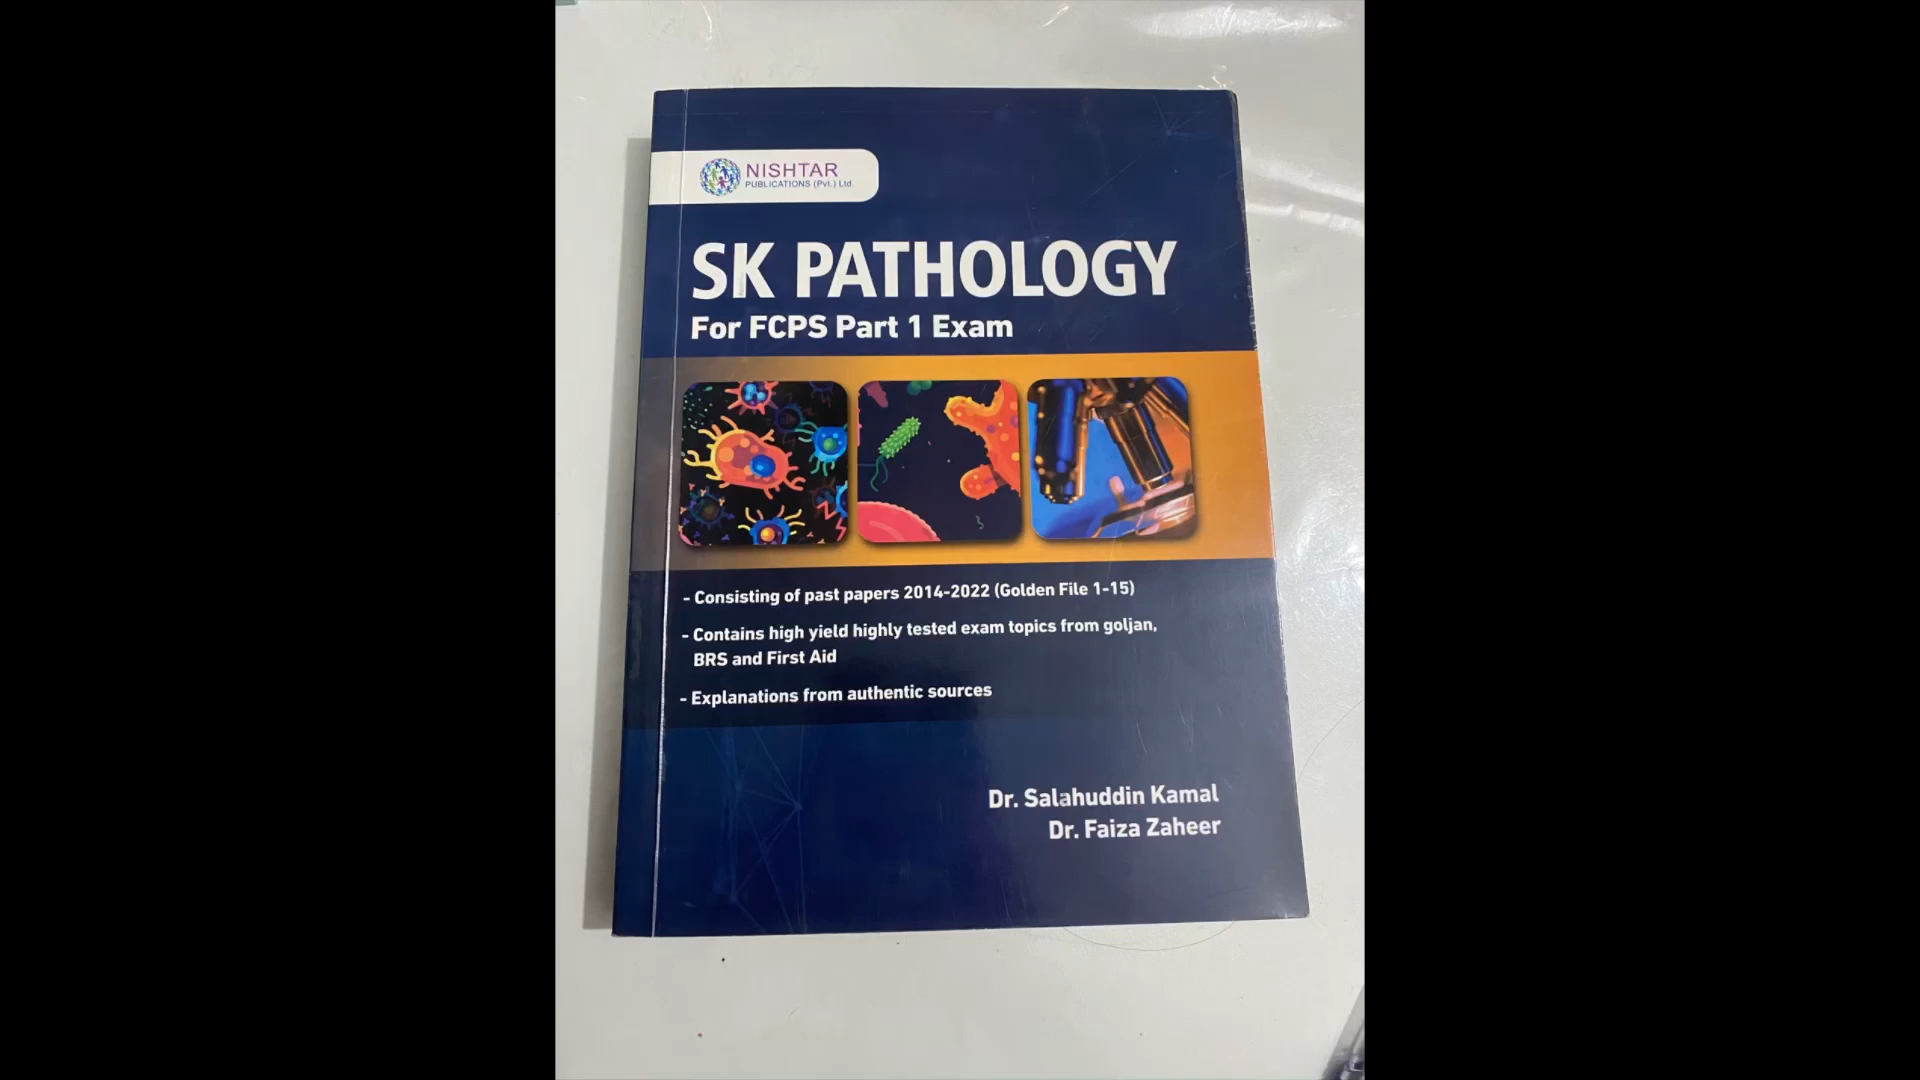 NISHTAR
PUBLICATIONS (Pvt.) Ltd.
SK PATHOLOGY
For FCPS Part 1 Exam
- Consisting of past papers 2014-2022 (Golden File 1-15)
- Contains high yield highly tested exam topics from goljan,
BRS and First Aid
- Explanations from authentic sources
Dr. Salahuddin Kamal
Dr. Faiza Zaheer